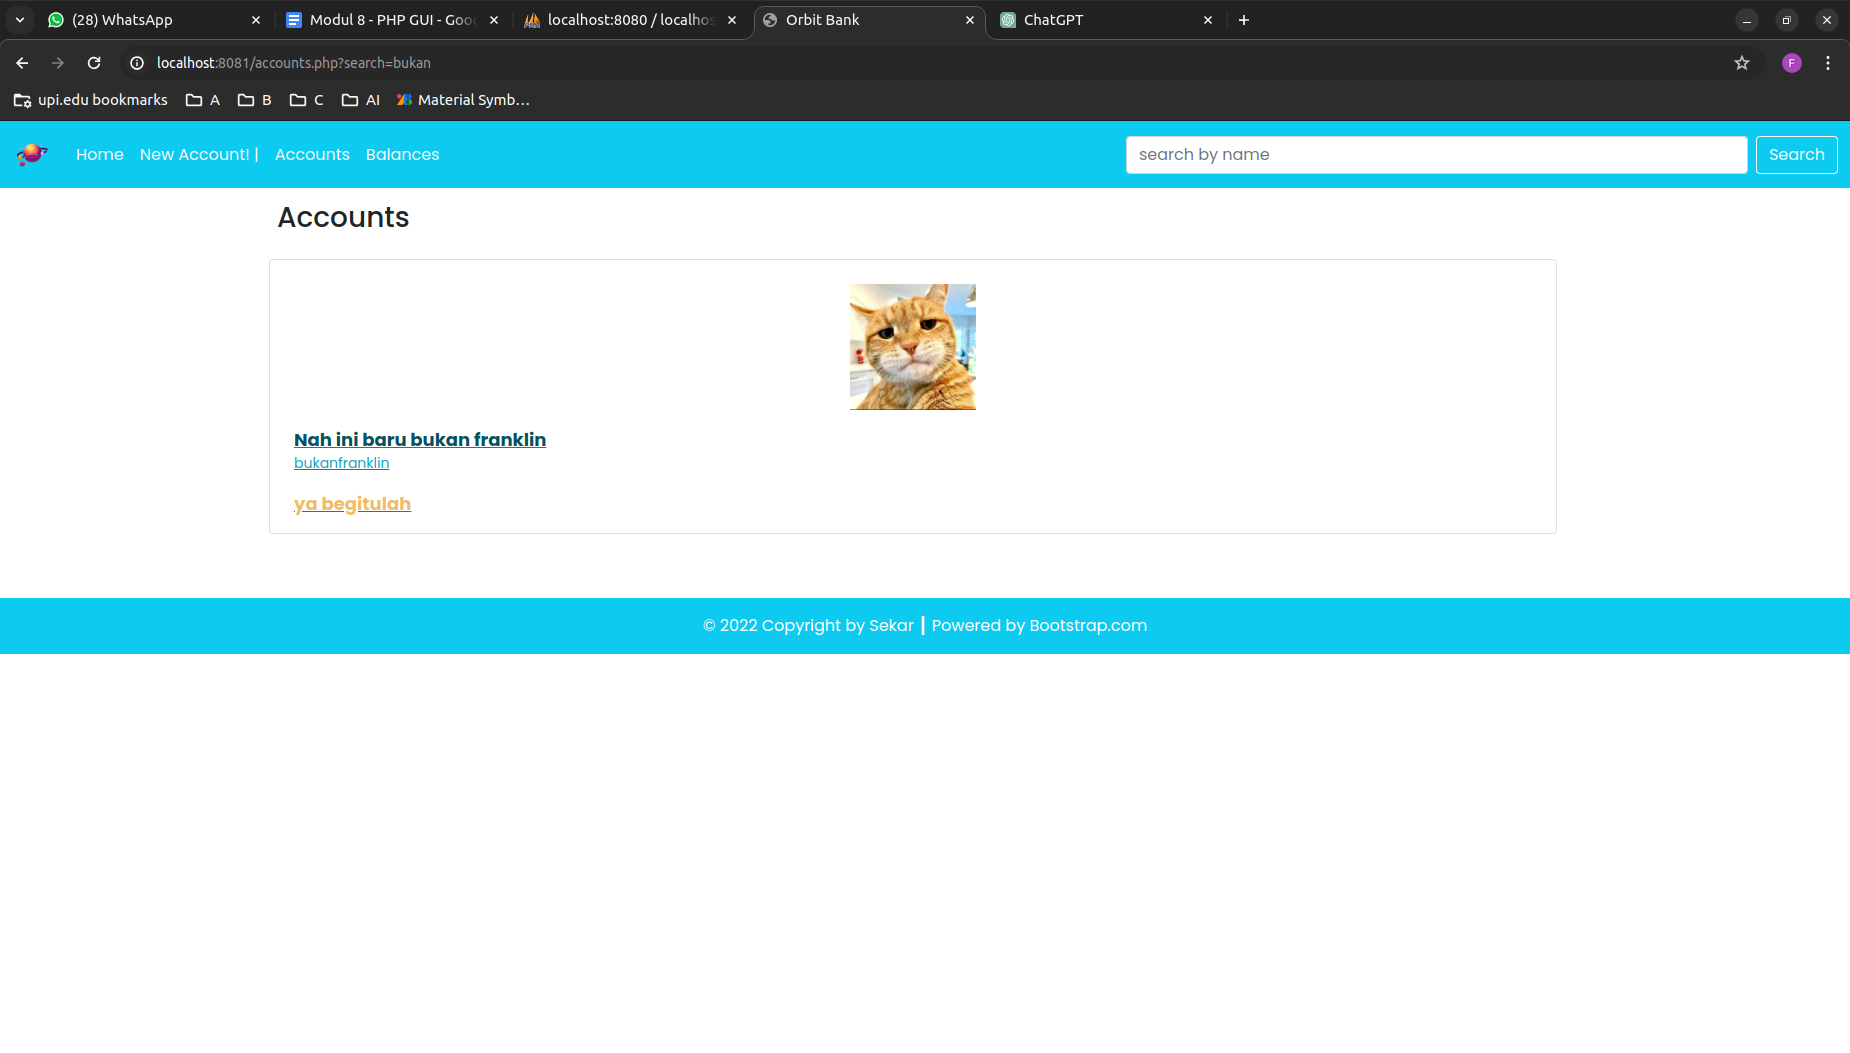 (28) WhatsApp
Modul 8 - PHP GUI - Goo
localhost:8080 / localhos
Orbit Bank
ChatGPT
localhost:8081/accounts.php?search=bukan
F
upi.edu bookmarks A B C AI Material Symb…
Home New Account! | Accounts Balances search by name Search
Accounts
Nah ini baru bukan franklin
bukanfranklin
ya begitulah
© 2022 Copyright by Sekar | Powered by Bootstrap.com